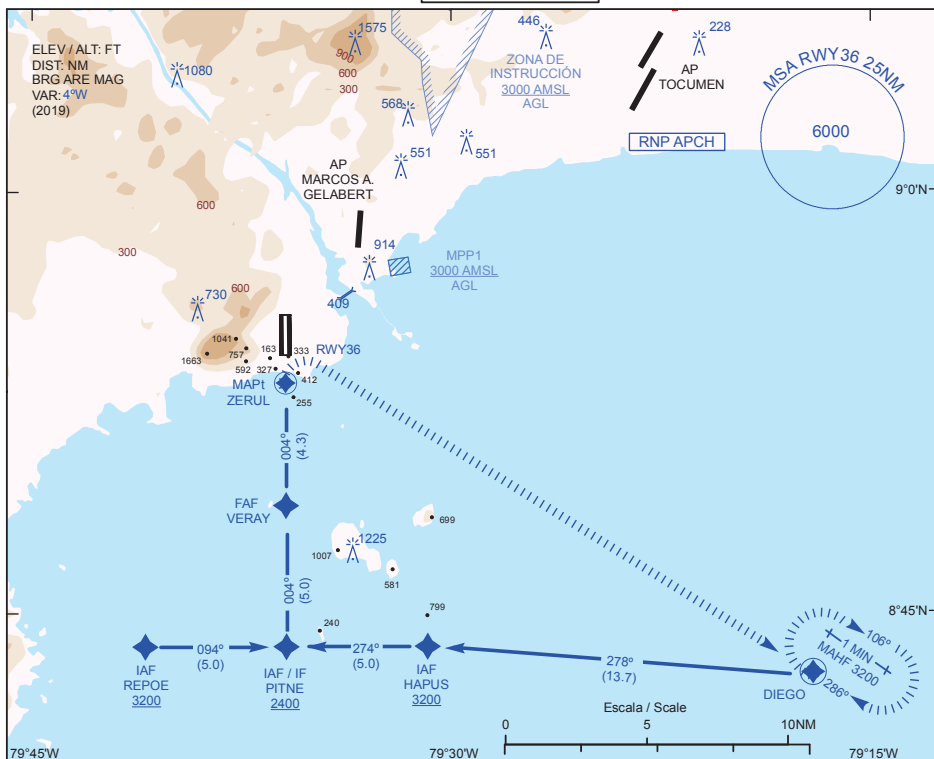 ELEV / ALT: FT
DIST: NM
BRG ARE MAG
VAR: 4°W
(2019)
1080
1575
900
600
300
446
228
ZONA DE
INSTRUCCIÓN
3000 AMSL
AGL
AP
TOCUMEN
MSA RWY36 25NM
6000
RNP APCH
568
551
551
AP
MARCOS A.
GELABERT
9°0'N
600
300
914
MPP1
3000 AMSL
AGL
409
730
600
1041
1663
757
592
163
327
333
RWY36
412
255
MAPt
ZERUL
004°
(4.3)
FAF
VERAY
004°
(5.0)
699
1225
1007
581
240
799
8°45'N
094°
(5.0)
274°
(5.0)
278°
(13.7)
IAF
REPOE
3200
IAF / IF
PITNE
2400
IAF
HAPUS
3200
DIEGO
106°
1 MIN
MAHF 3200
286°
Escala / Scale
0
5
10NM
79°45'W
79°30'W
79°15'W